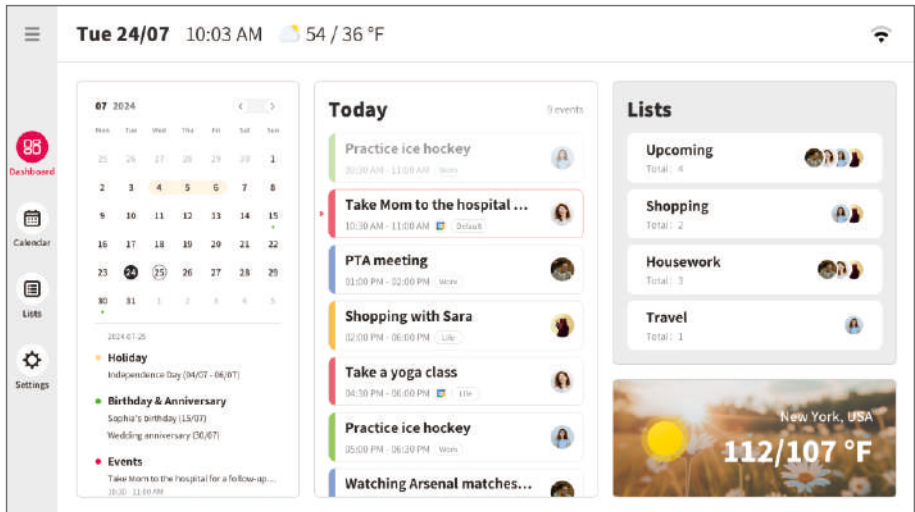 Tue 24/07 10:03 AM 54 / 36 °F
Dashboard
Calendar
Lists
Settings
07 2024
Mon Tue Wed Thu Fri Sat Sun
25 26 27 28 29 30 1
2 3 4 5 6 7 8
9 10 11 12 13 14 15
16 17 18 19 20 21 22
23 24 25 26 27 28 29
30 31 1 2 3 4 5
2024-07-25
Holiday
Independence Day (04/07 - 06/07)
Birthday & Anniversary
Sophia's birthday (15/07)
Wedding anniversary (30/07)
Events
Take Mom to the hospital for a follow-up...
10:30 - 11:00 AM
Today
9 events
Practice ice hockey
09:30 AM - 11:00 AM Work
Take Mom to the hospital ...
10:30 AM - 11:00 AM Default
PTA meeting
01:00 PM - 02:00 PM Work
Shopping with Sara
02:00 PM - 06:00 PM Life
Take a yoga class
04:30 PM - 06:00 PM Life
Practice ice hockey
05:00 PM - 06:30 PM Work
Watching Arsenal matches...
Lists
Upcoming
Total: 4
Shopping
Total: 2
Housework
Total: 3
Travel
Total: 1
New York, USA
112/107 °F